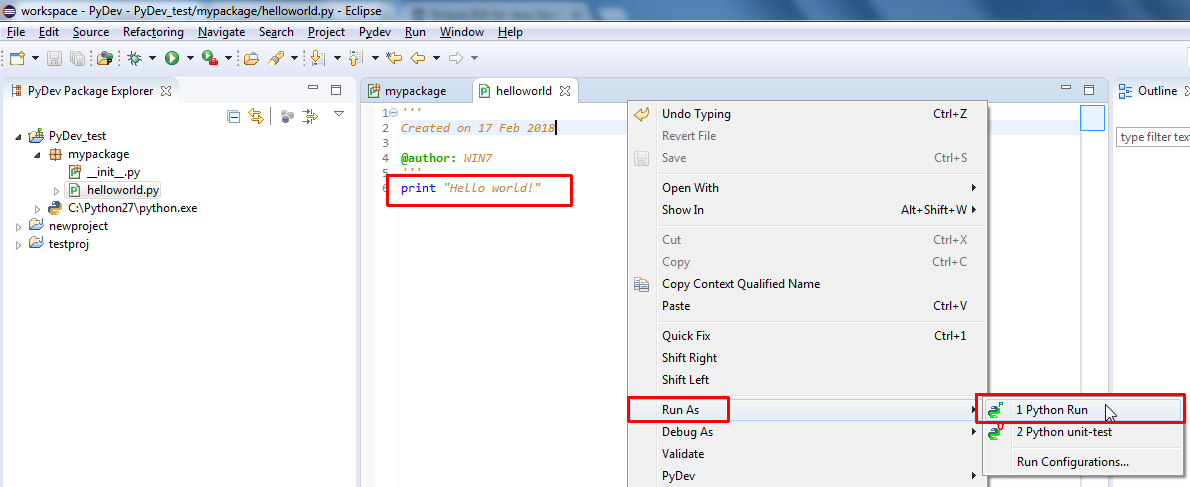 workspace - PyDev - PyDev_test/mypackage/helloworld.py - Eclipse
File Edit Source Refactoring Navigate Search Project Pydev Run Window Help
PyDev Package Explorer
PyDev_test
mypackage
__init__.py
helloworld.py
C:\Python27\python.exe
newproject
testproj
mypackage helloworld
1 '''
2 Created on 17 Feb 2018
3
4 @author: WIN7
5 '''
6 print "Hello world!"
Undo Typing Ctrl+Z
Revert File
Save Ctrl+S
Open With
Show In Alt+Shift+W
Cut Ctrl+X
Copy Ctrl+C
Copy Context Qualified Name
Paste Ctrl+V
Quick Fix Ctrl+1
Shift Right
Shift Left
Run As
Debug As
Validate
PyDev
1 Python Run
2 Python unit-test
Run Configurations...
Outline
type filter text